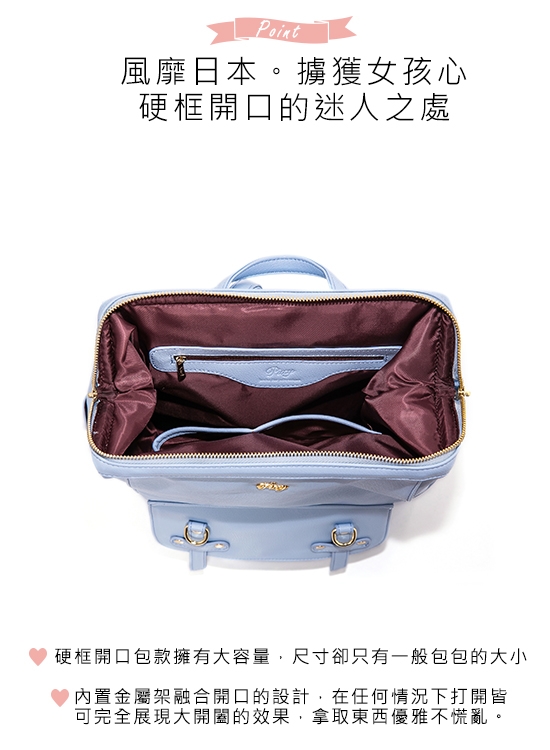 Point
風靡日本。擄獲女孩心
硬框開口的迷人之處
硬框開口包款擁有大容量，尺寸卻只有一般包包的大小
內置金屬架融合開口的設計，在任何情況下打開皆
可完全展現大開闔的效果，拿取東西優雅不慌亂。